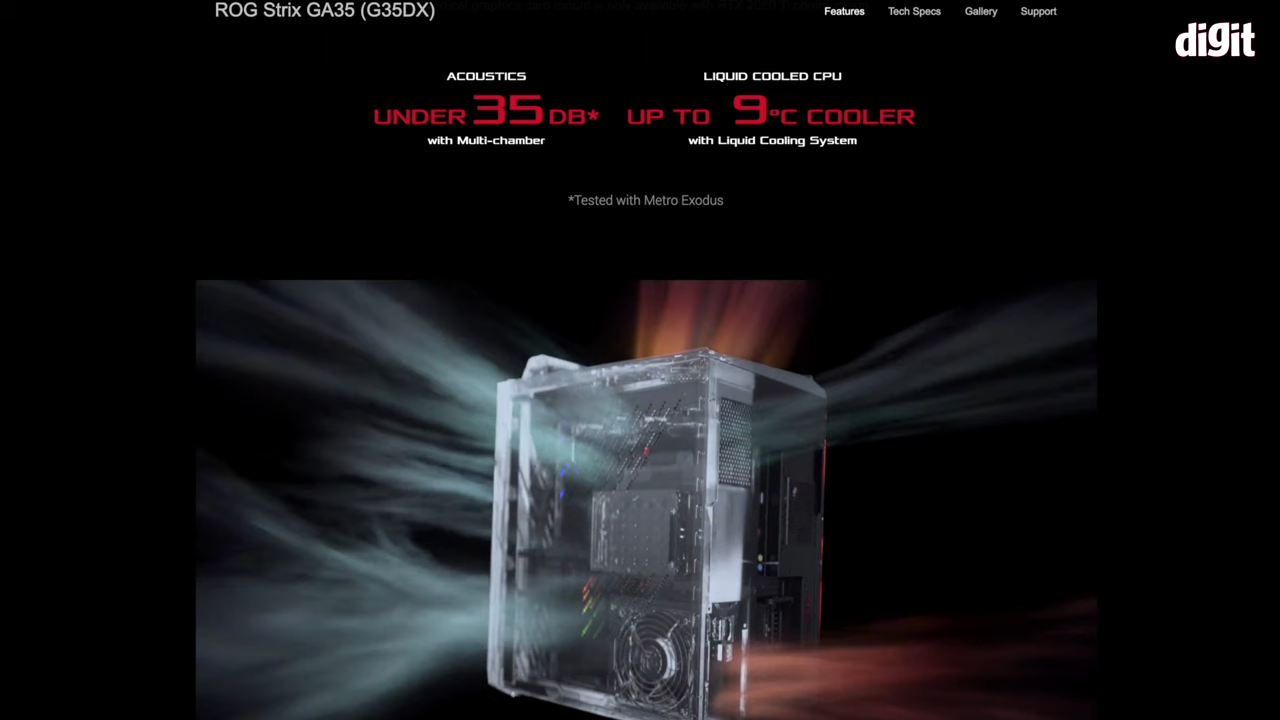 ROG Strix GA35 (G35DX)
Features Tech Specs Gallery Support
digit
ACOUSTICS
UNDER 35 DB*
with Multi-chamber
LIQUID COOLED CPU
UP TO 9°C COOLER
with Liquid Cooling System
*Tested with Metro Exodus